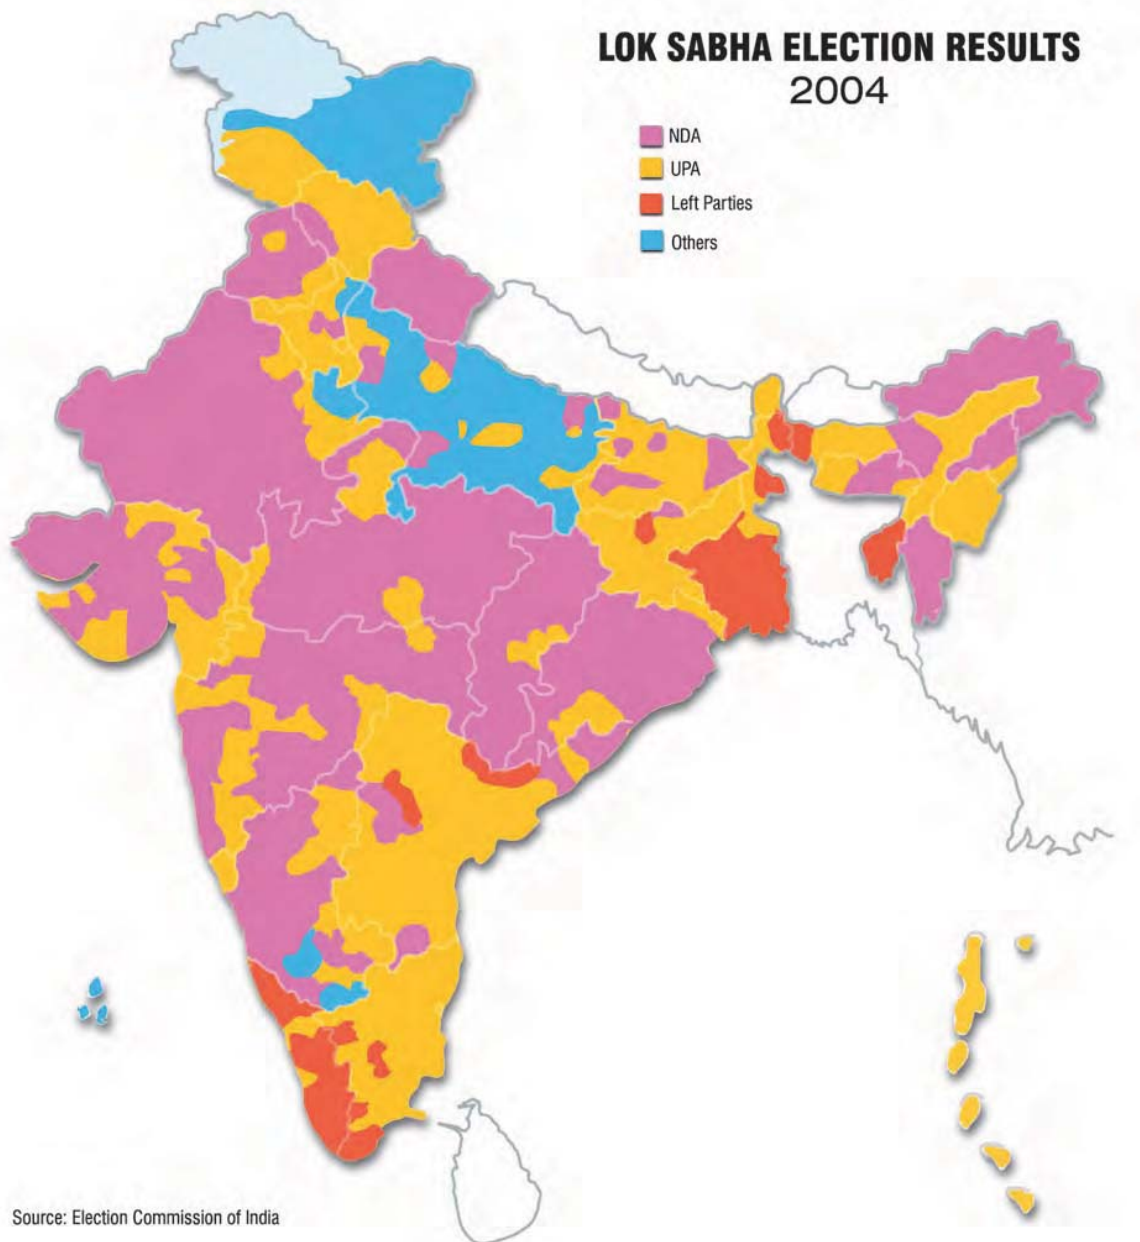 LOK SABHA ELECTION RESULTS
2004
NDA
UPA
Left Parties
Others
Source: Election Commission of India